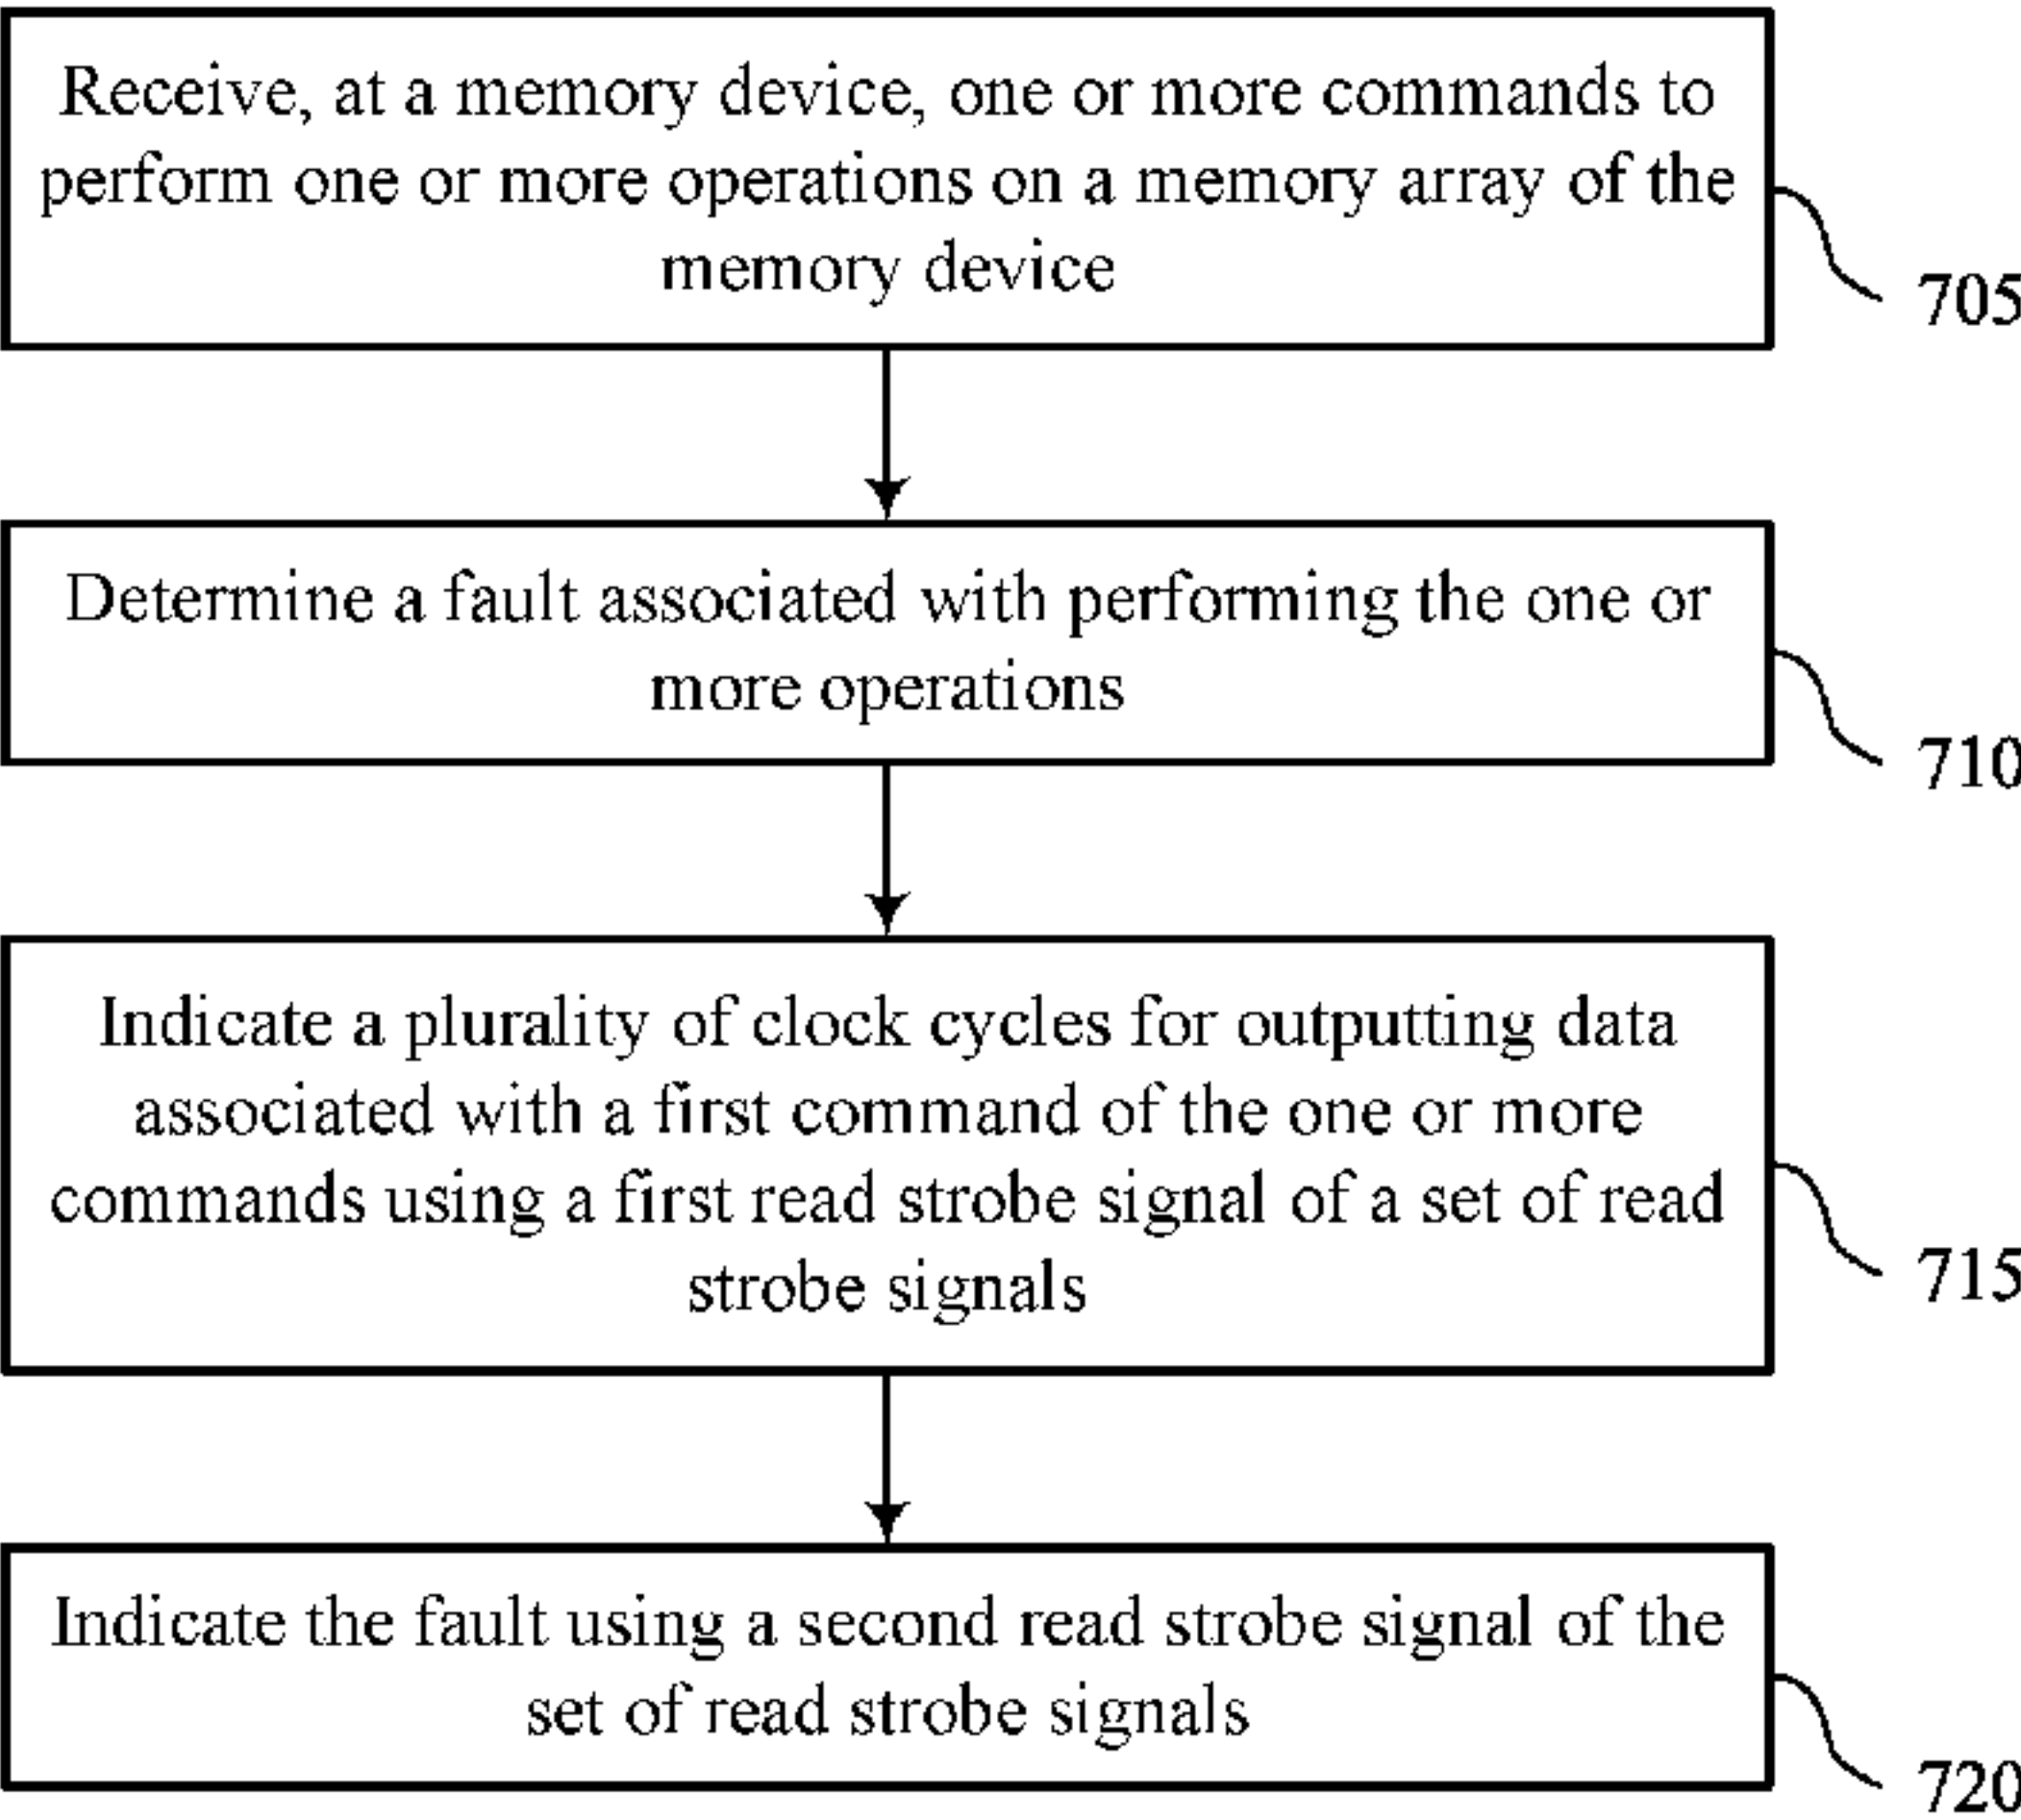 Receive, at a memory device, one or more commands to
perform one or more operations on a memory array of the
memory device
705
Determine a fault associated with performing the one or
more operations
710
Indicate a plurality of clock cycles for outputting data
associated with a first command of the one or more
commands using a first read strobe signal of a set of read
strobe signals
715
Indicate the fault using a second read strobe signal of the
set of read strobe signals
720